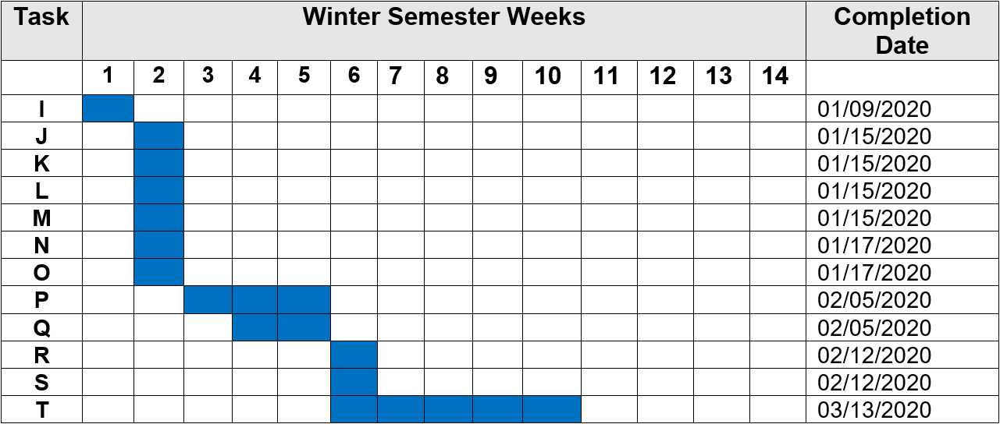 Task Winter Semester Weeks Completion Date
1 2 3 4 5 6 7 8 9 10 11 12 13 14
I 01/09/2020
J 01/15/2020
K 01/15/2020
L 01/15/2020
M 01/15/2020
N 01/17/2020
O 01/17/2020
P 02/05/2020
Q 02/05/2020
R 02/12/2020
S 02/12/2020
T 03/13/2020